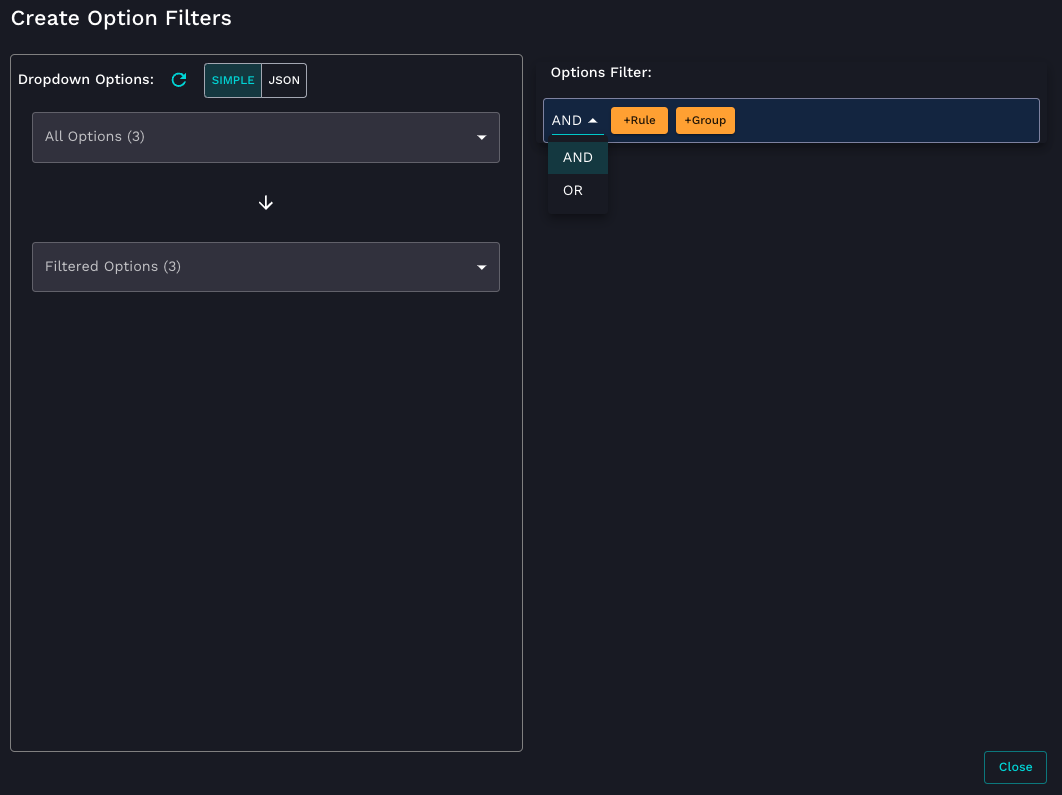 Create Option Filters
Dropdown Options:
SIMPLE
JSON
All Options (3)
Filtered Options (3)
Options Filter:
AND
+Rule
+Group
AND
OR
Close